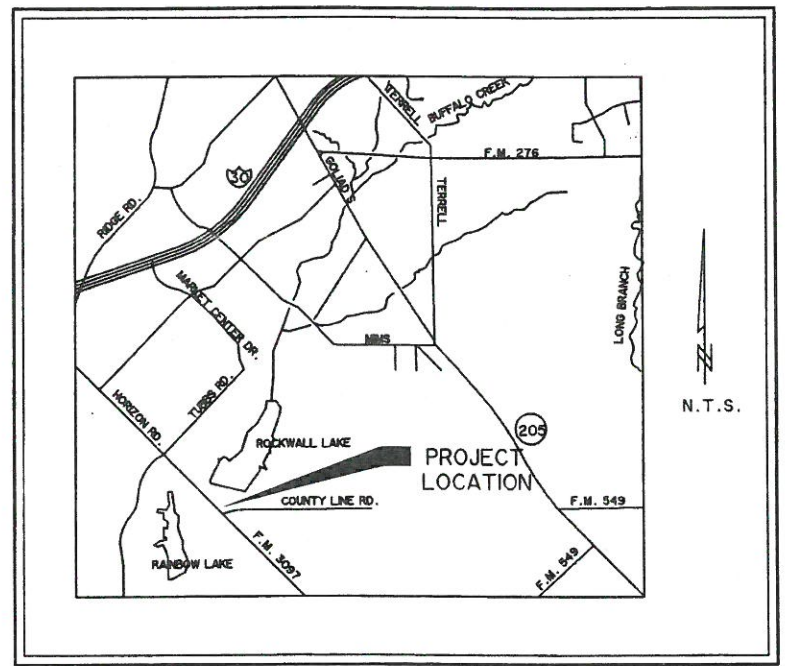 TERRELL
BUFFALO CREEK
F.M. 276
30
GOLIAD S
TERRELL
RIDGE RD.
MARKET CENTER DR.
LONG BRANCH
NIMS
N
N.T.S.
HORIZON RD.
TUBBS RD.
205
ROCKWALL LAKE
PROJECT
LOCATION
COUNTY LINE RD.
F.M. 549
F.M. 3097
RAINBOW LAKE
F.M. 549